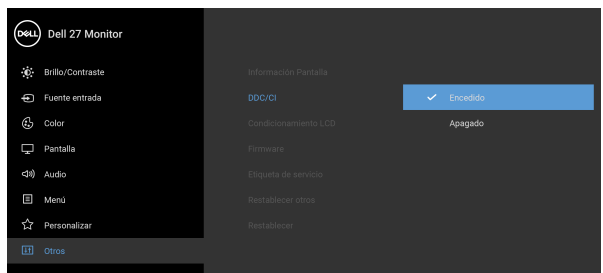 DELL Dell 27 Monitor
Brillo/Contraste
Fuente entrada
Color
Pantalla
Audio
Menú
Personalizar
Otros
Información Pantalla
DDC/CI
Condicionamiento LCD
Firmware
Etiqueta de servicio
Restablecer otros
Restablecer
Encedido
Apagado